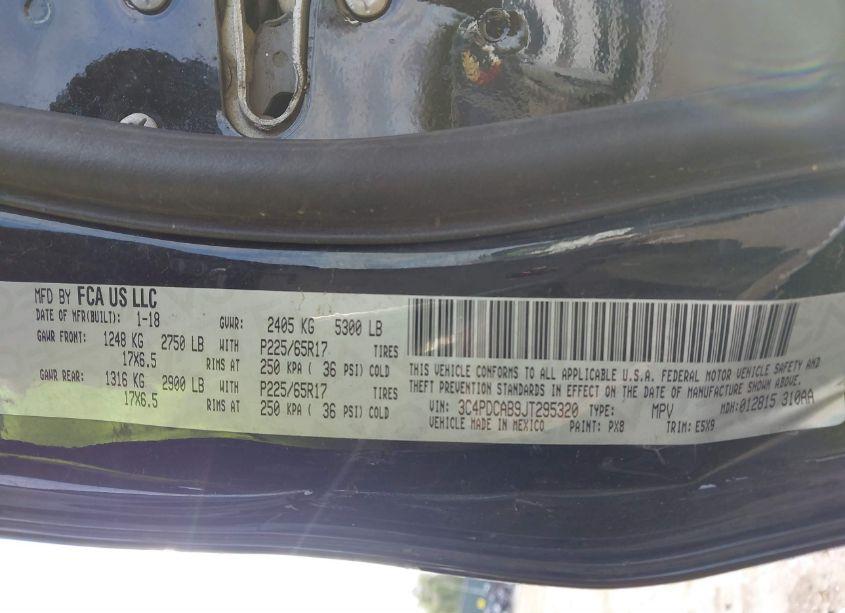 MFD BY FCA US LLC
DATE OF MFR(BUILT): 1-18 GVWR: 2405 KG 5300 LB
GAWR FRONT: 1248 KG 2750 LB WITH P225/65R17 TIRES
17X6.5 RIMS AT 250 KPA ( 36 PSI) COLD
GAWR REAR: 1316 KG 2900 LB WITH P225/65R17 TIRES
17X6.5 RIMS AT 250 KPA ( 36 PSI) COLD
THIS VEHICLE CONFORMS TO ALL APPLICABLE U.S.A. FEDERAL MOTOR VEHICLE SAFETY AND
THEFT PREVENTION STANDARDS IN EFFECT ON THE DATE OF MANUFACTURE SHOWN ABOVE.
VIN: 3C4PDCAB9JT295320 TYPE: MPV MDH: 012815 310AA
VEHICLE MADE IN MEXICO PAINT: PX8 TRIM: E5X9